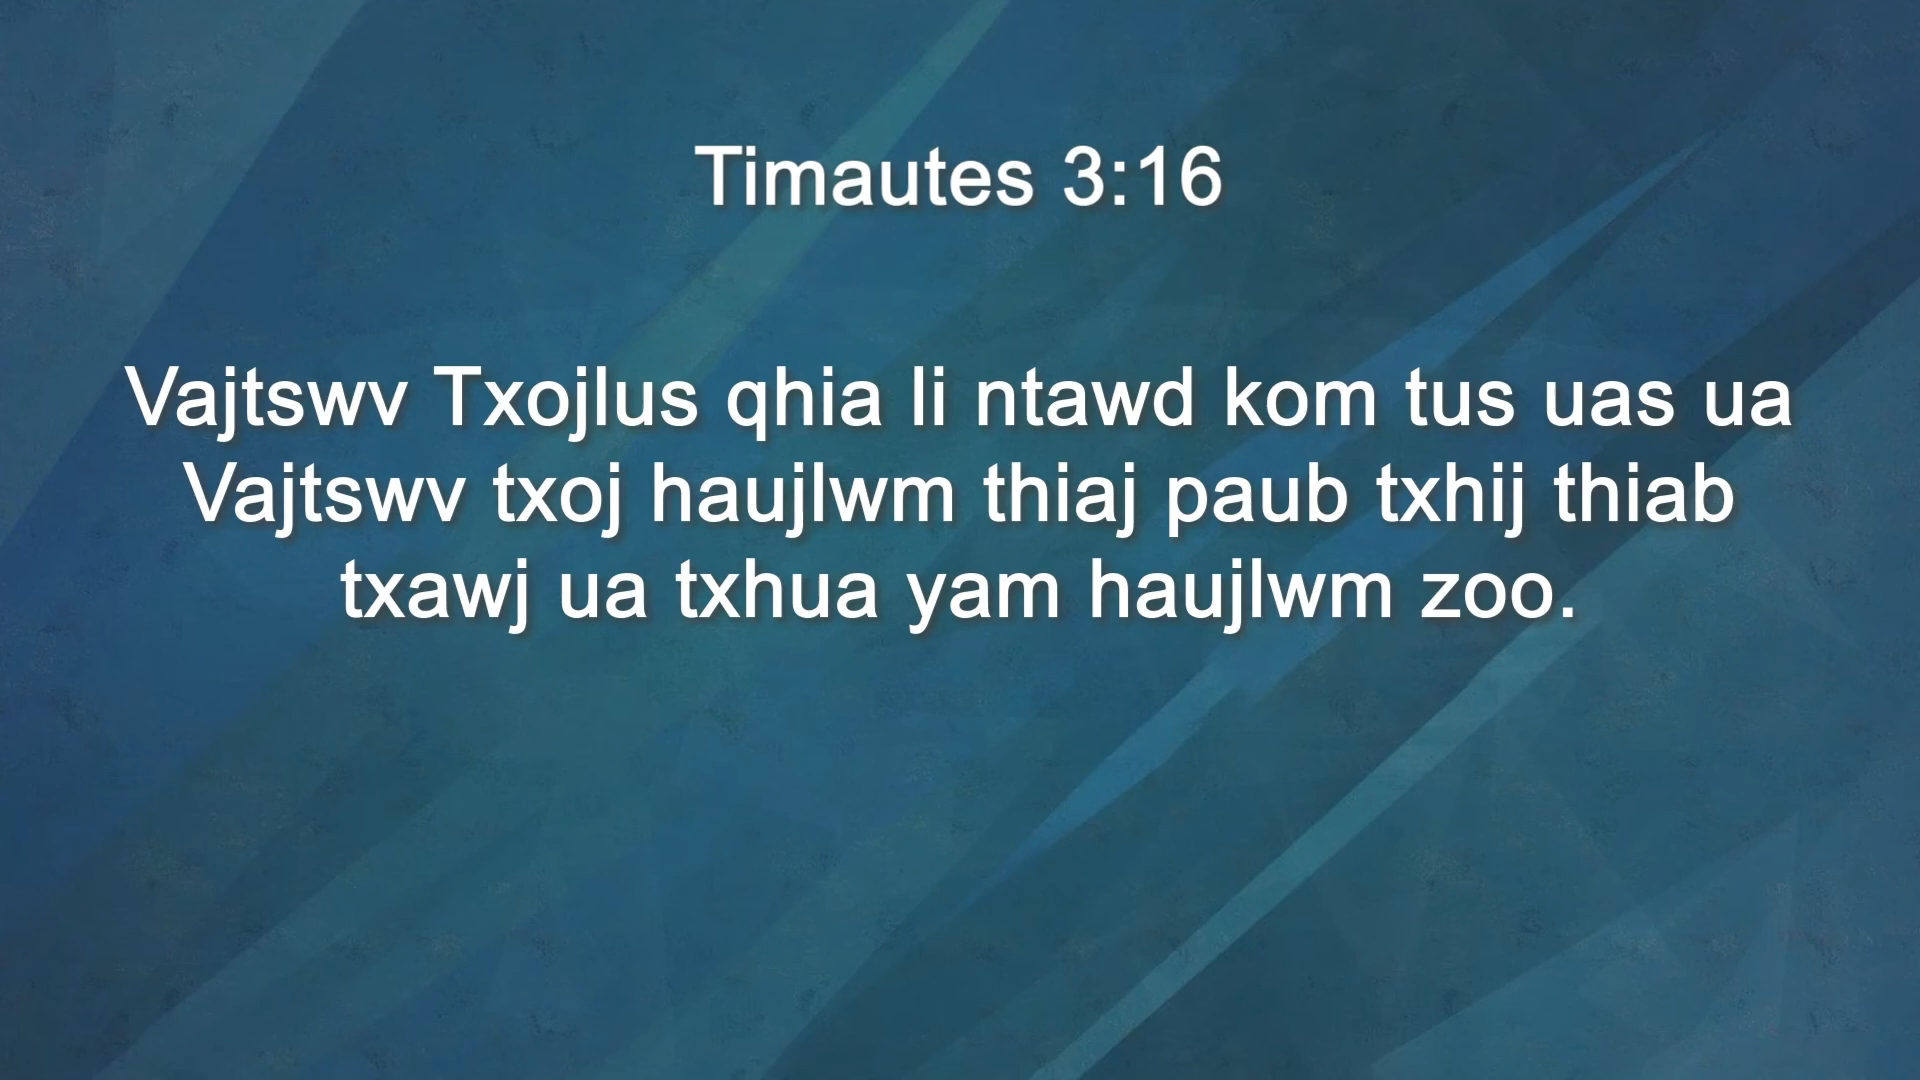 Timautes 3:16
Vajtswv Txojlus qhia li ntawd kom tus uas ua
Vajtswv txoj haujlwm thiaj paub txhij thiab
txawj ua txhua yam haujlwm zoo.